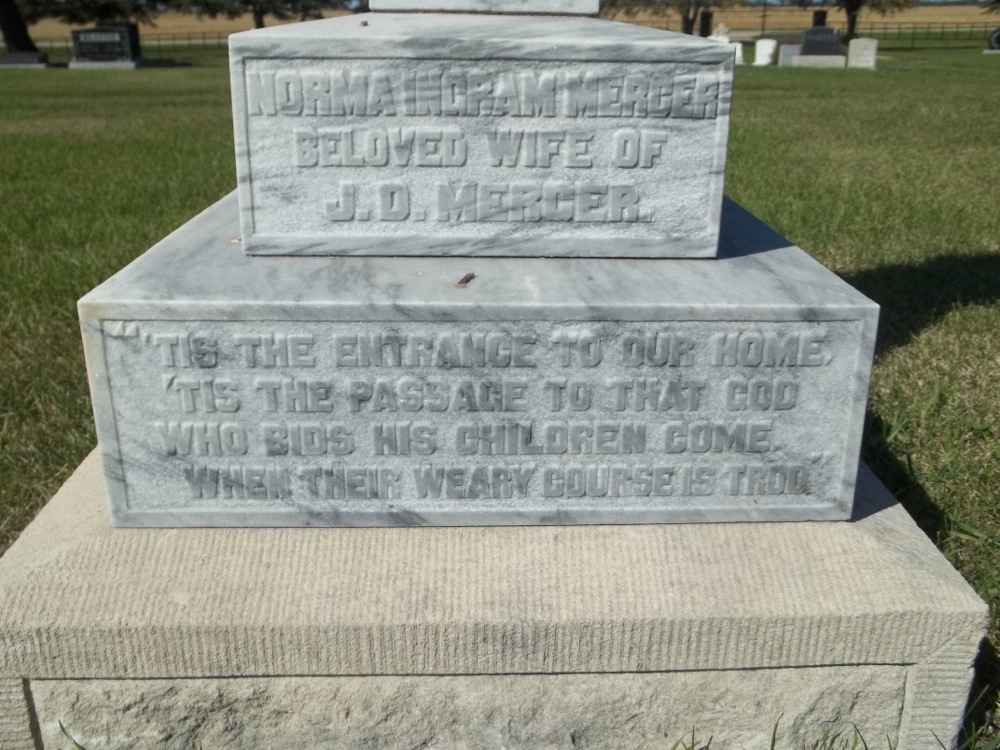 NORMA INGRAM MERCER
BELOVED WIFE OF
J. D. MERCER.
"'TIS THE ENTRANCE TO OUR HOME,
'TIS THE PASSAGE TO THAT GOD
WHO BIDS HIS CHILDREN COME,
WHEN THEIR WEARY COURSE IS TROD."